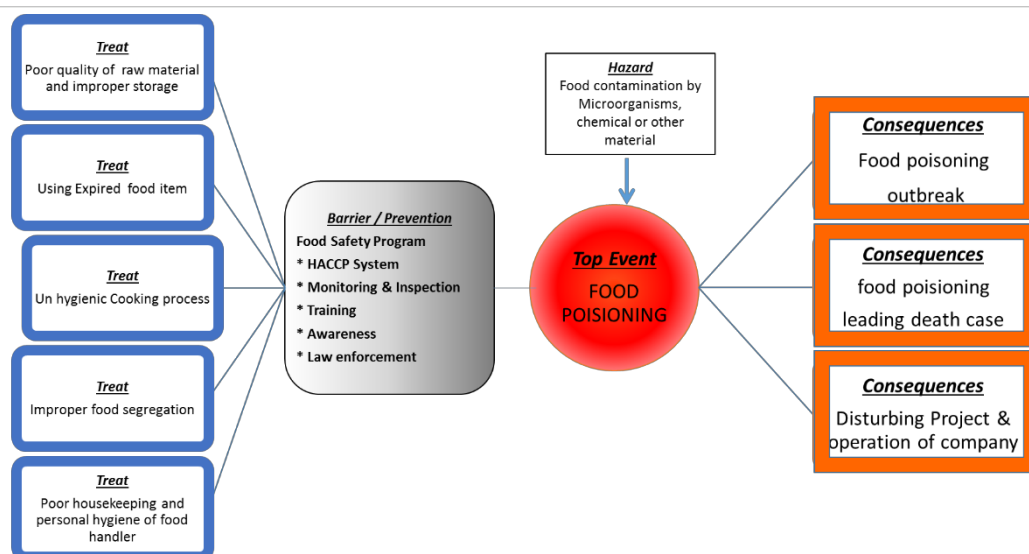 Treat
Poor quality of raw material
and improper storage
Treat
Using Expired food item
Treat
Un hygienic Cooking process
Treat
Improper food segregation
Treat
Poor housekeeping and
personal hygiene of food
handler
Barrier / Prevention
Food Safety Program
* HACCP System
* Monitoring & Inspection
* Training
* Awareness
* Law enforcement
Hazard
Food contamination by
Microorganisms,
chemical or other
material
Top Event
FOOD
POISIONING
Consequences
Food poisoning
outbreak
Consequences
food poisoning
leading death case
Consequences
Disturbing Project &
operation of company